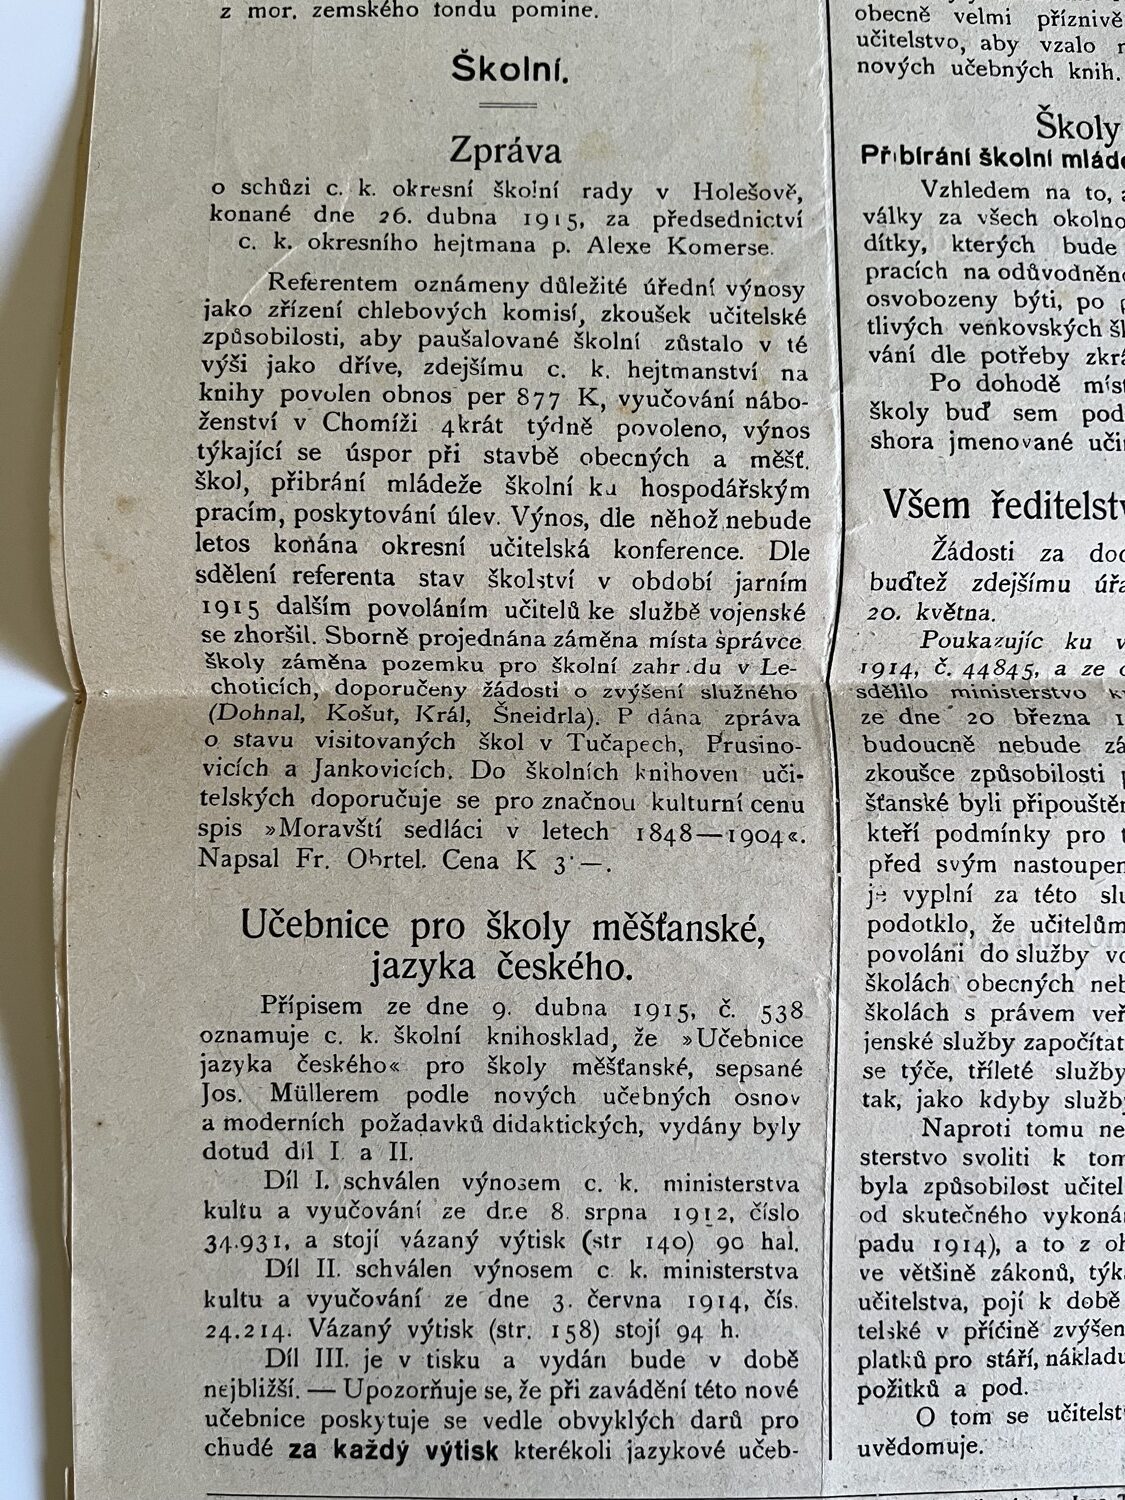 z mor. zemského fondu pomine.
Školní.
Zpráva
o schůzi c. k. okresní školní rady v Holešově,
konané dne 26. dubna 1915, za předsednictví
c. k. okresního hejtmana p. Alexe Komerse.
Referentem oznámeny důležité úřední výnosy
jako zřízení chlebových komisí, zkoušek učitelské
způsobilosti, aby paušalované školní zůstalo v té
výši jako dříve, zdejšímu c. k. hejtmanství na
knihy povolen obnos per 877 K, vyučování nábo-
ženství v Chomíži 4krát týdně povoleno, výnos
týkající se úspor při stavbě obecných a měšť.
škol, přibrání mládeže školní ku hospodářským
pracím, poskytování úlev. Výnos, dle něhož nebude
letos konána okresní učitelská konference. Dle
sdělení referenta stav školství v období jarním
1915 dalším povoláním učitelů ke službě vojenské
se zhoršil. Sborně projednána záměna místa správce
školy záměna pozemku pro školní zahr.du v Le-
choticích, doporučeny žádosti o zvýšení služného
(Dohnal, Košut, Král, Šneidrla). P dána zpráva
o stavu visitovaných škol v Tučapech, Prusino-
vicích a Jankovicích. Do školních knihoven uči-
telských doporučuje se pro značnou kulturní cenu
spis »Moravští sedláci v letech 1848—1904«.
Napsal Fr. Obrtel. Cena K 3·—.
Učebnice pro školy měšťanské,
jazyka českého.
Přípisem ze dne 9. dubna 1915, č. 538
oznamuje c. k. školní knihosklad, že »Učebnice
jazyka českého« pro školy měšťanské, sepsané
Jos. Müllerem podle nových učebných osnov
a moderních požadavků didaktických, vydány byly
dotud díl I. a II.
Díl I. schválen výnosem c. k. ministerstva
kultu a vyučování ze dne 8. srpna 1912, číslo
34.931, a stojí vázaný výtisk (str 140) 90 hal.
Díl II. schválen výnosem c. k. ministerstva
kultu a vyučování ze dne 3. června 1914, čís.
24.214. Vázaný výtisk (str. 158) stojí 94 h.
Díl III. je v tisku a vydán bude v době
nejbližší. — Upozorňuje se, že při zavádění této nové
učebnice poskytuje se vedle obvyklých darů pro
chudé za každý výtisk kterékoli jazykové učeb-
obecně velmi příznivě
učitelstvo, aby vzalo
nových učebných knih.
Školy
Přibírání školní mláde
Vzhledem na to,
války za všech okolno
dítky, kterých bude
pracích na odůvodněno
osvobozeny býti, po
tlivých venkovských šk
vání dle potřeby zkrá
Po dohodě míst
školy buď sem pod
shora jmenované uči
Všem ředitelstv
Žádosti za doc
buďtež zdejšímu úřa
20. května.
Poukazujíc ku v
1914, č. 44845, a ze
sdělilo ministerstvo
ze dne 20 března 1
budoucně nebude zá
zkoušce způsobilosti
šťanské byli připouštěn
kteří podmínky pro
před svým nastoupen
je vyplní za této slu
podotklo, že učitelům
povoláni do služby vo
školách obecných neb
školách s právem veř
jenské služby započítat
se týče, tříleté služby
tak, jako kdyby služb
Naproti tomu ne
sterstvo svoliti k tom
byla způsobilost učitel
od skutečného vykoná
padu 1914), a to z oh
ve většině zákonů, týk
učitelstva, pojí k době
telské v příčině zvýšen
platků pro stáří, nákladu
požitků a pod.
O tom se učitelst
uvědomuje.